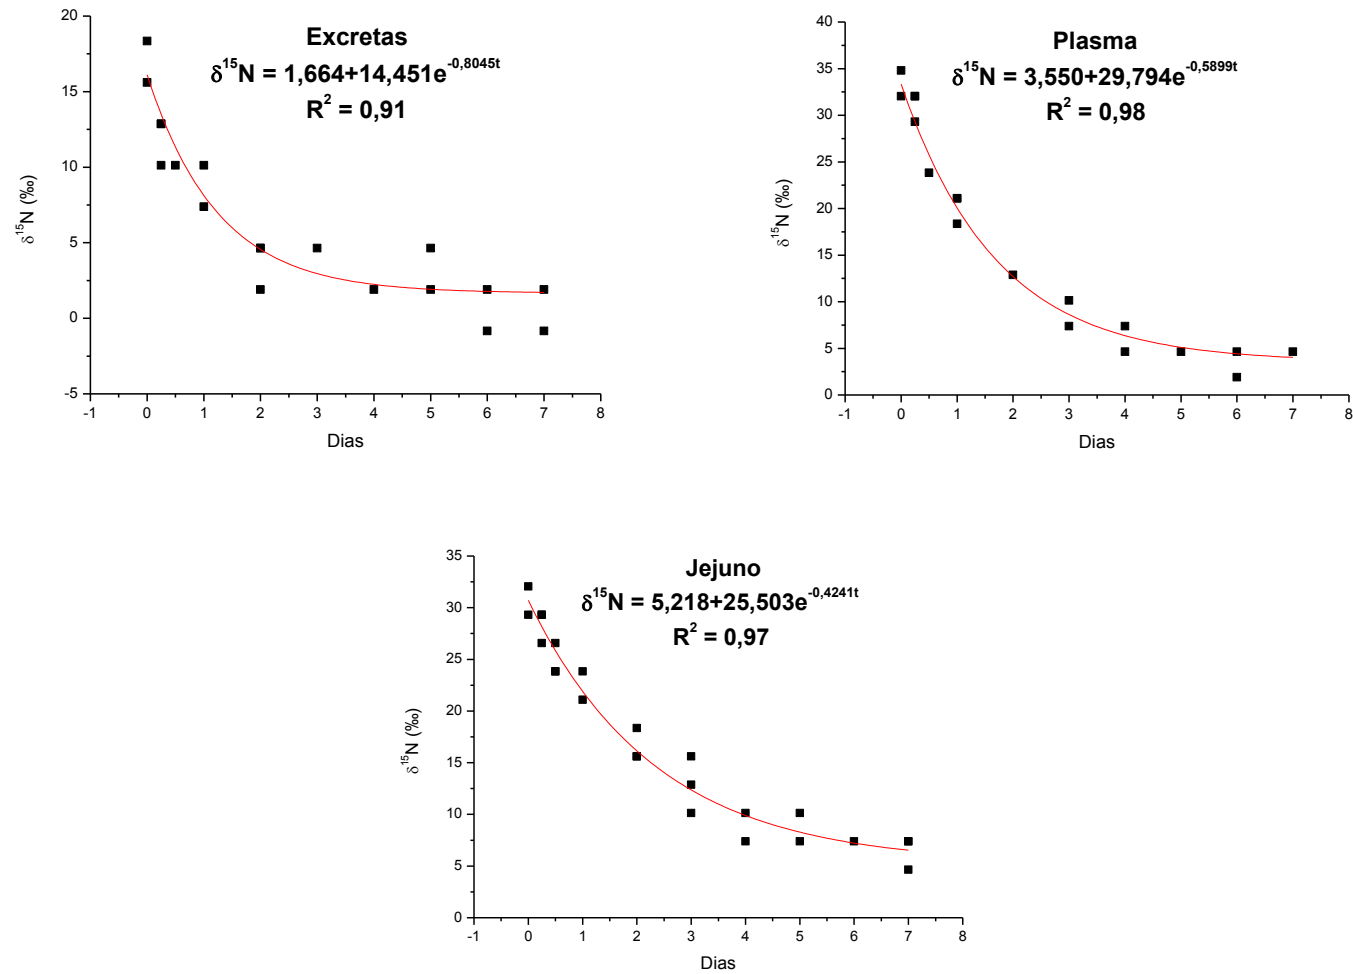 Excretas
δ¹⁵N = 1,664+14,451e⁻⁰,⁸⁰⁴⁵ᵗ
R² = 0,91
20
15
10
5
0
-5
δ¹⁵N (‰)
-1 0 1 2 3 4 5 6 7 8
Dias
Plasma
δ¹⁵N = 3,550+29,794e⁻⁰,⁵⁸⁹⁹ᵗ
R² = 0,98
40
35
30
25
20
15
10
5
0
δ¹⁵N (‰)
-1 0 1 2 3 4 5 6 7 8
Dias
Jejuno
δ¹⁵N = 5,218+25,503e⁻⁰,⁴²⁴¹ᵗ
R² = 0,97
35
30
25
20
15
10
5
0
δ¹⁵N (‰)
-1 0 1 2 3 4 5 6 7 8
Dias